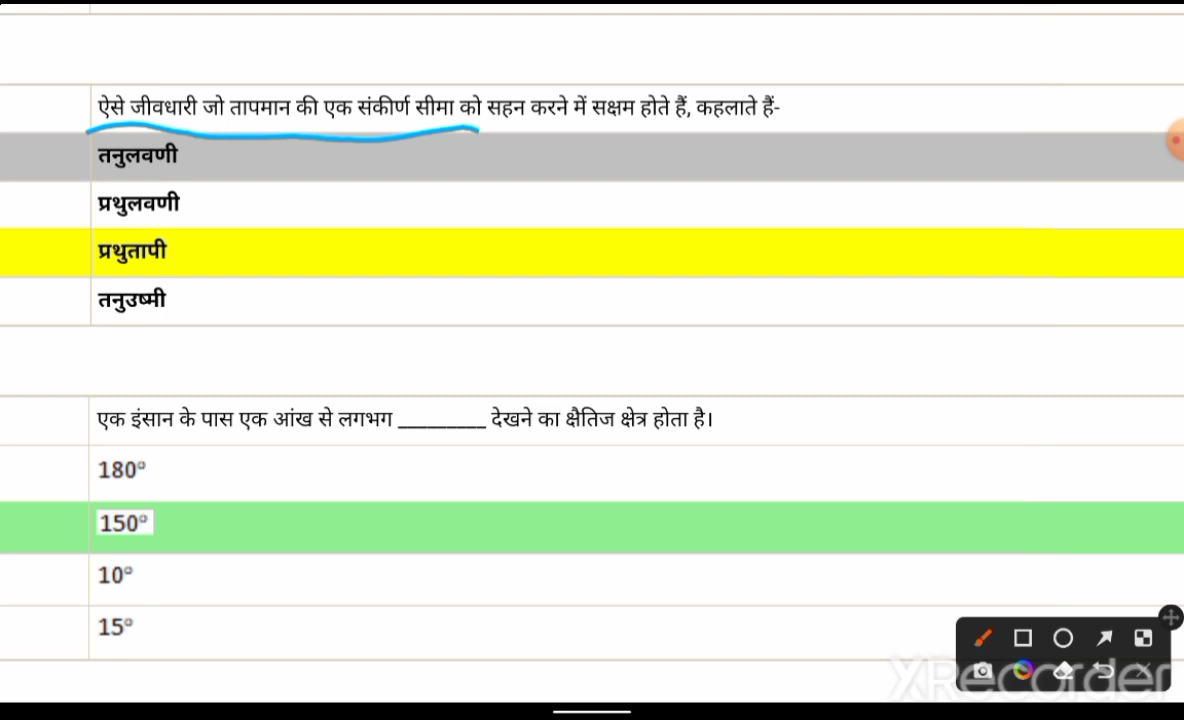 ऐसे जीवधारी जो तापमान की एक संकीर्ण सीमा को सहन करने में सक्षम होते हैं, कहलाते हैं-
तनुलवणी
प्रथुलवणी
प्रथुतापी
तनुउष्मी
एक इंसान के पास एक आंख से लगभग _________ देखने का क्षैतिज क्षेत्र होता है।
180°
150°
10°
15°
XRecorder